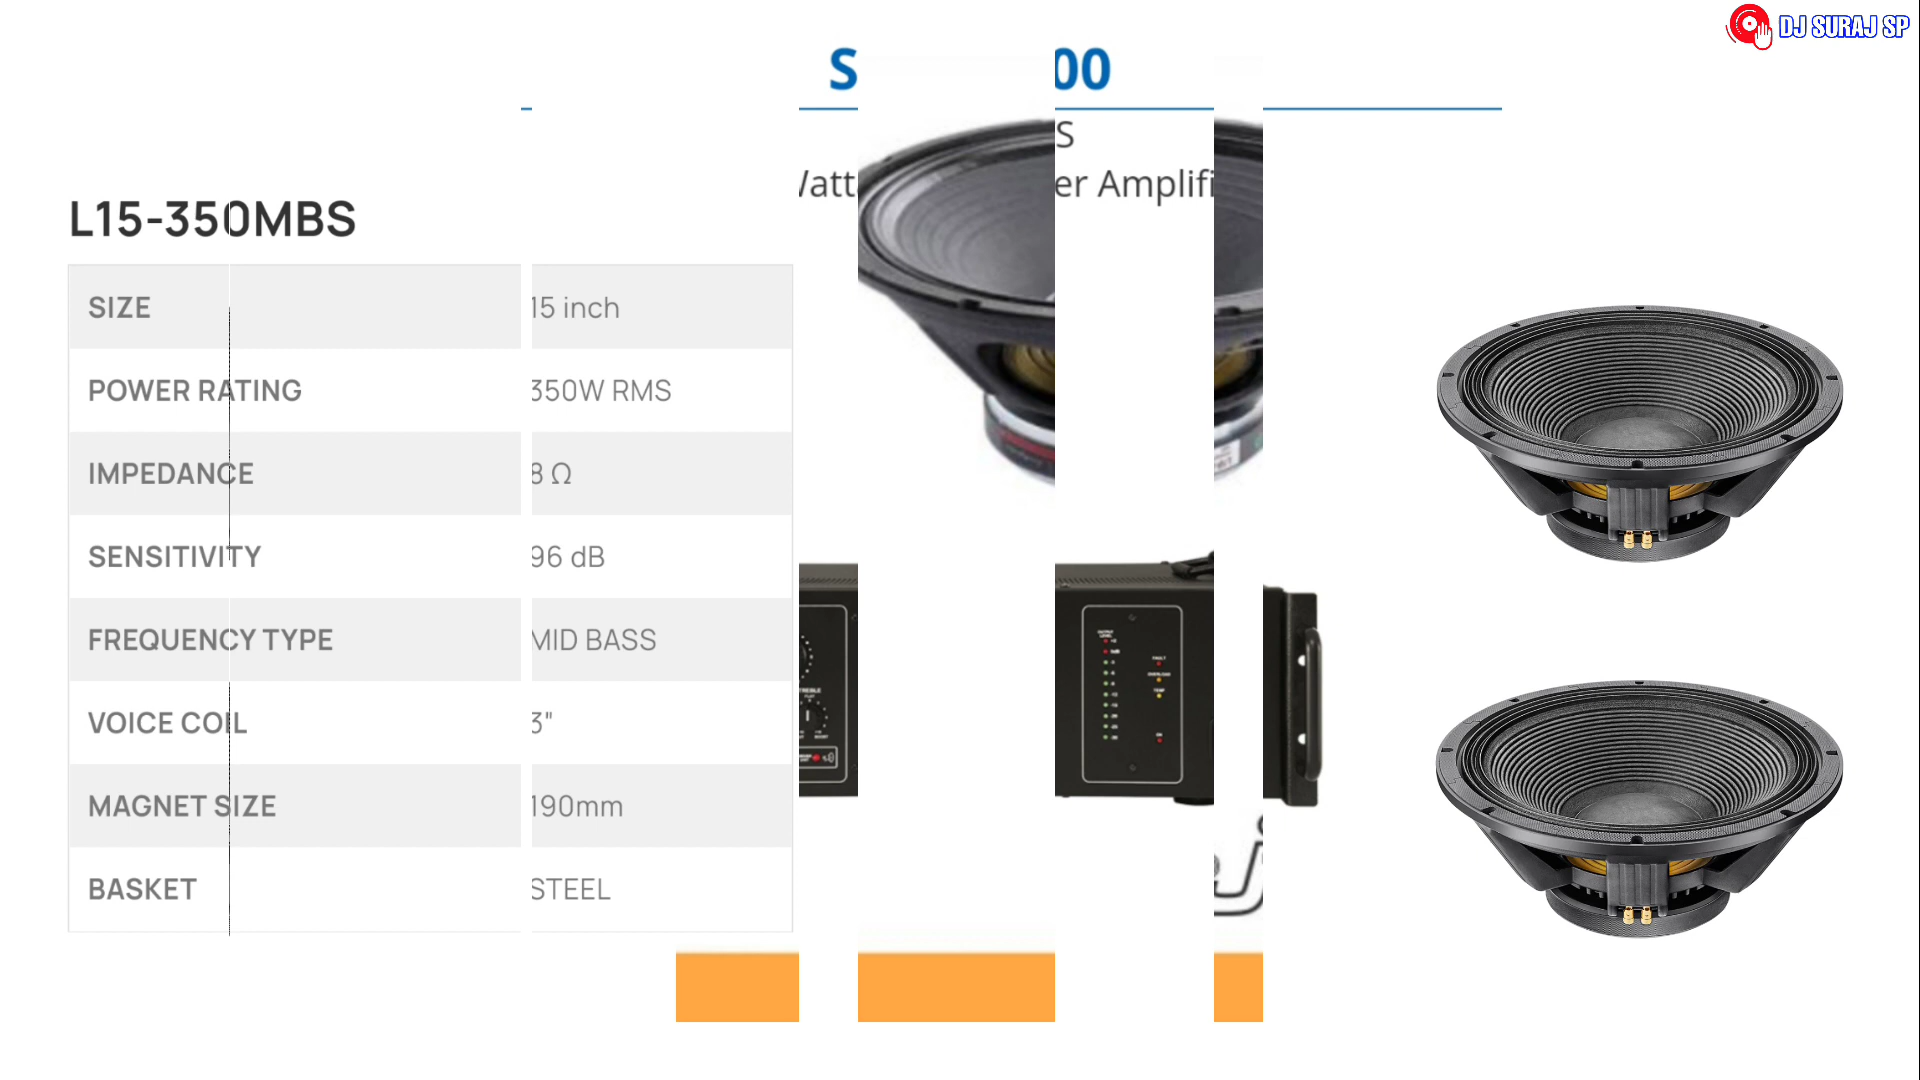 DJ SURAJ SP
S 00
S
Watt er Amplifi
L15-350MBS
SIZE 15 inch
POWER RATING 350W RMS
IMPEDANCE 8 Ω
SENSITIVITY 96 dB
FREQUENCY TYPE MID BASS
VOICE COIL 3"
MAGNET SIZE 190mm
BASKET STEEL